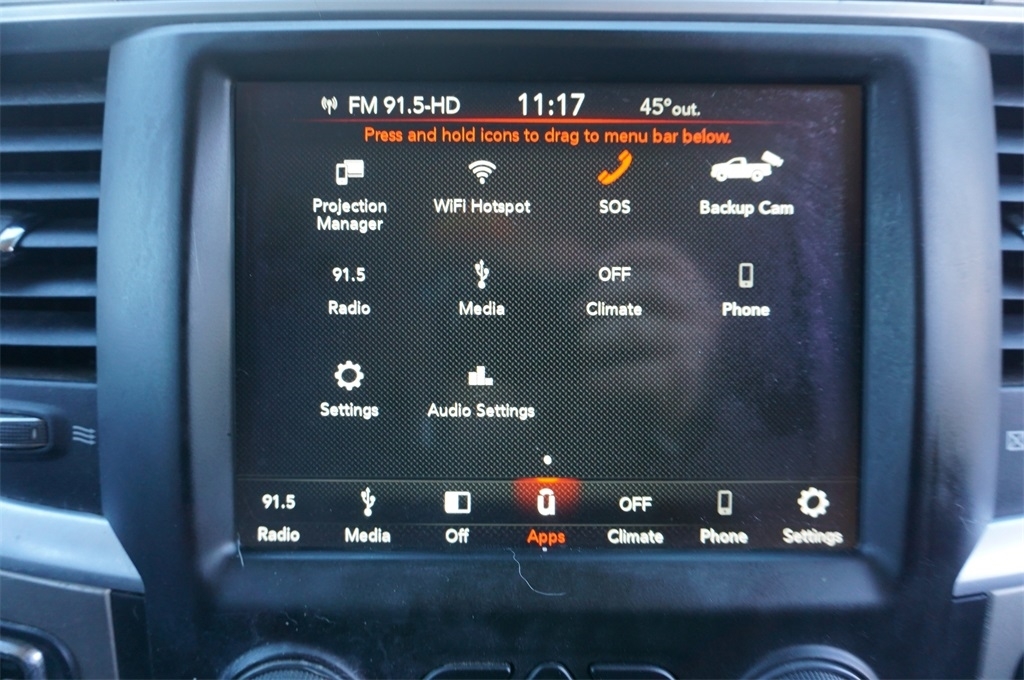 FM 91.5-HD 11:17 45°out.
Press and hold icons to drag to menu bar below.
Projection Manager
WiFi Hotspot
SOS
Backup Cam
91.5
Radio
Media
OFF
Climate
Phone
Settings
Audio Settings
91.5
Radio
Media
Off
Apps
OFF
Climate
Phone
Settings